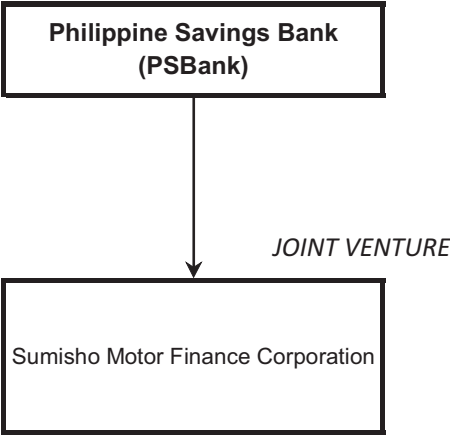 Philippine Savings Bank
(PSBank)
JOINT VENTURE
Sumisho Motor Finance Corporation